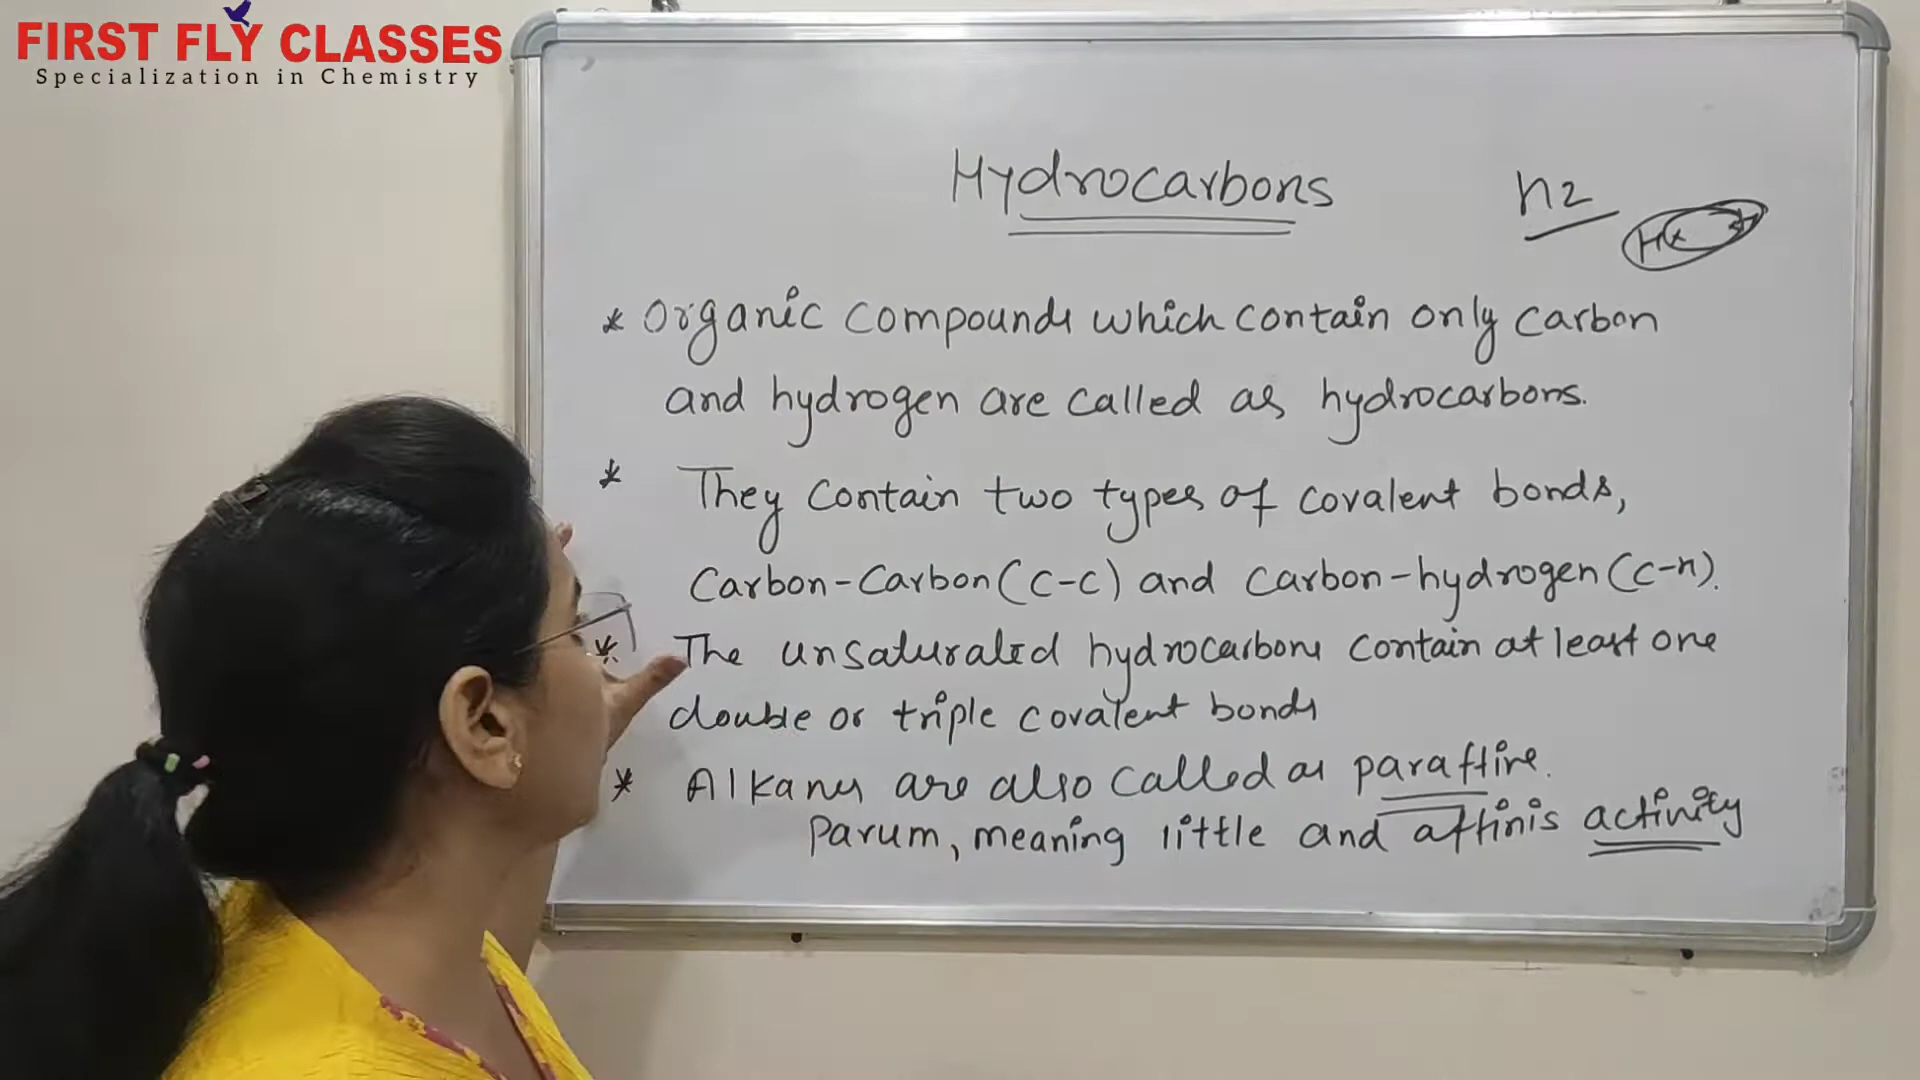 FIRST FLY CLASSES
Specialization in Chemistry
Hydrocarbons
H2
* Organic compounds which contain only carbon
and hydrogen are called as hydrocarbons.
* They contain two types of covalent bonds,
Carbon-Carbon (C-C) and carbon-hydrogen (C-H).
* The unsaturated hydrocarbons contain at least one
double or triple covalent bonds
* Alkanes are also called as paraffine.
Parum, meaning little and affinis activity